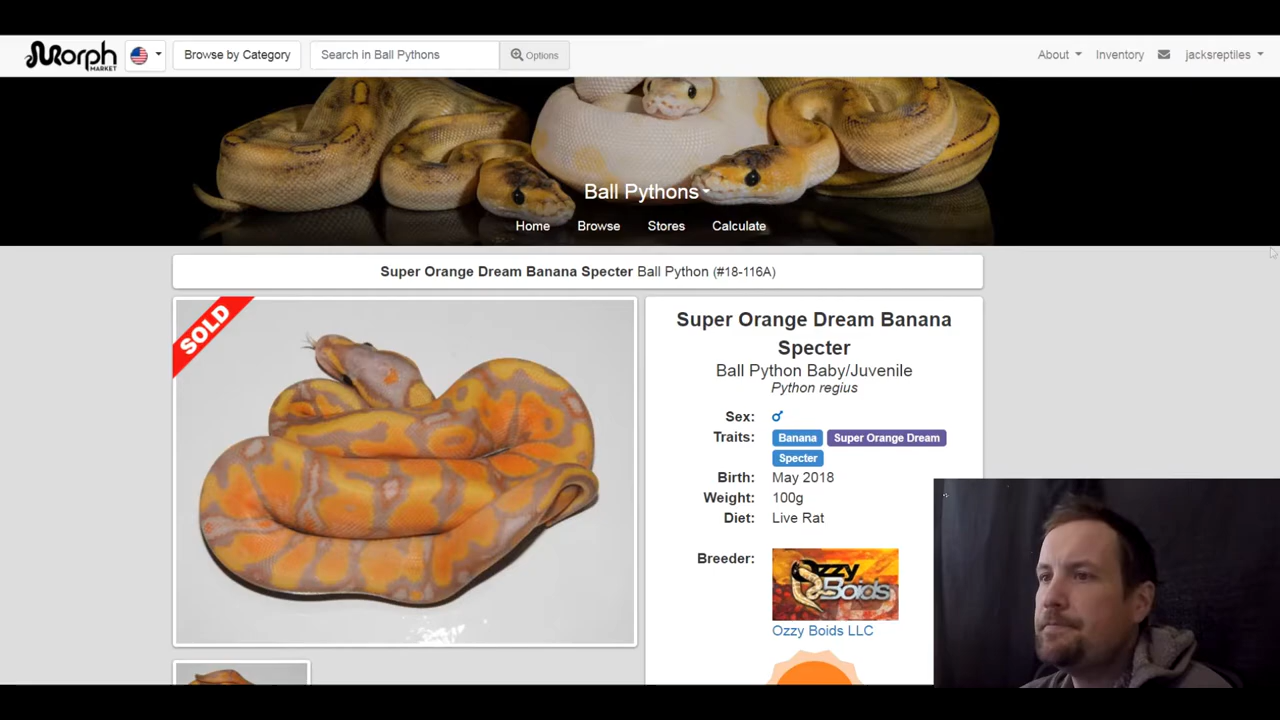 Morph
MARKET
Browse by Category
Search in Ball Pythons
Options
About
Inventory
jacksreptiles
Ball Pythons
Home
Browse
Stores
Calculate
Super Orange Dream Banana Specter Ball Python (#18-116A)
SOLD
Super Orange Dream Banana
Specter
Ball Python Baby/Juvenile
Python regius
Sex: ♂
Traits: Banana Super Orange Dream
Specter
Birth: May 2018
Weight: 100g
Diet: Live Rat
Breeder:
Ozzy
Boids
Ozzy Boids LLC